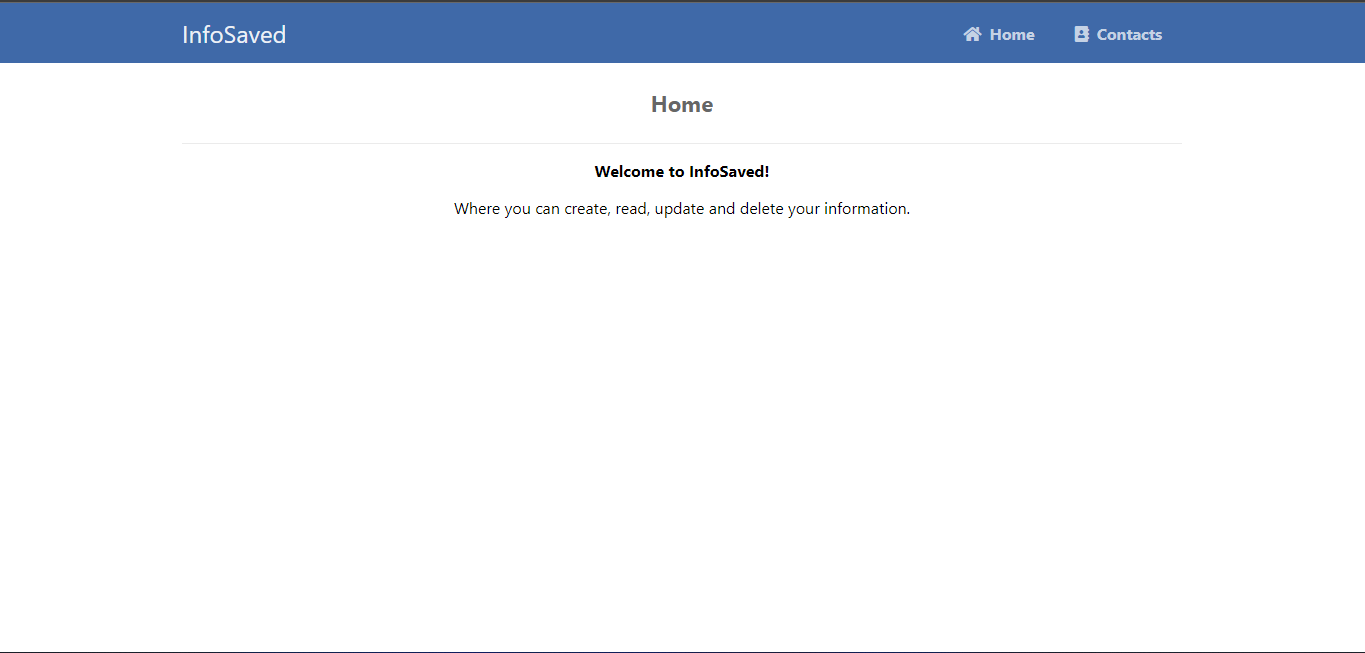 InfoSaved
Home
Contacts
Home
Welcome to InfoSaved!
Where you can create, read, update and delete your information.